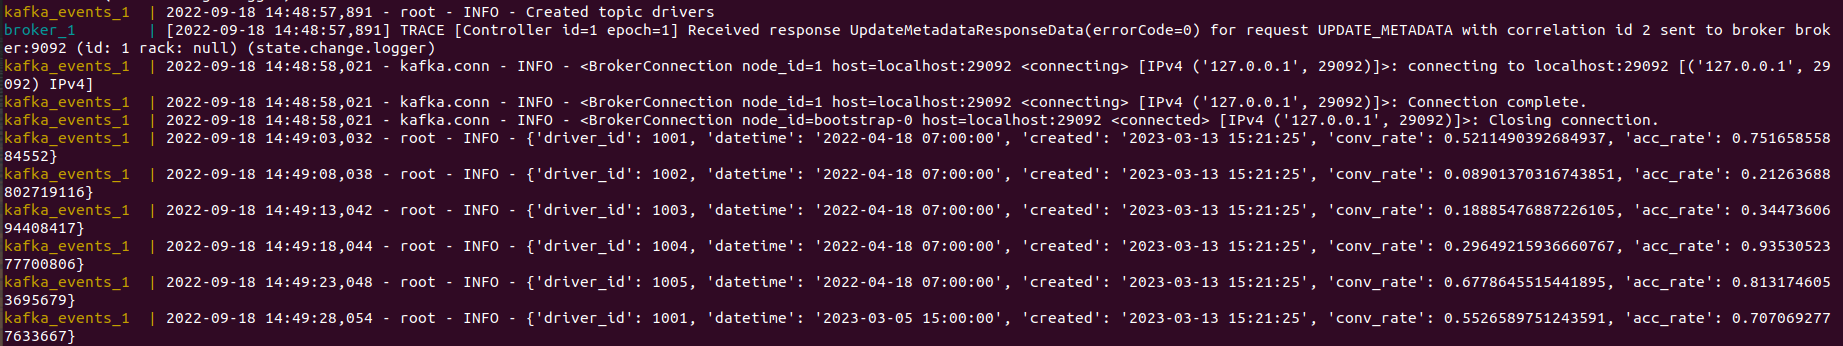 kafka_events_1  | 2022-09-18 14:48:57,891 - root - INFO - Created topic drivers
broker_1        | [2022-09-18 14:48:57,891] TRACE [Controller id=1 epoch=1] Received response UpdateMetadataResponseData(errorCode=0) for request UPDATE_METADATA with correlation id 2 sent to broker brok
er:9092 (id: 1 rack: null) (state.change.logger)
kafka_events_1  | 2022-09-18 14:48:58,021 - kafka.conn - INFO - <BrokerConnection node_id=1 host=localhost:29092 <connecting> [IPv4 ('127.0.0.1', 29092)]>: connecting to localhost:29092 [('127.0.0.1', 29
092) IPv4]
kafka_events_1  | 2022-09-18 14:48:58,021 - kafka.conn - INFO - <BrokerConnection node_id=1 host=localhost:29092 <connecting> [IPv4 ('127.0.0.1', 29092)]>: Connection complete.
kafka_events_1  | 2022-09-18 14:48:58,021 - kafka.conn - INFO - <BrokerConnection node_id=bootstrap-0 host=localhost:29092 <connected> [IPv4 ('127.0.0.1', 29092)]>: Closing connection.
kafka_events_1  | 2022-09-18 14:49:03,032 - root - INFO - {'driver_id': 1001, 'datetime': '2022-04-18 07:00:00', 'created': '2023-03-13 15:21:25', 'conv_rate': 0.5211490392684937, 'acc_rate': 0.751658558
84552}
kafka_events_1  | 2022-09-18 14:49:08,038 - root - INFO - {'driver_id': 1002, 'datetime': '2022-04-18 07:00:00', 'created': '2023-03-13 15:21:25', 'conv_rate': 0.08901370316743851, 'acc_rate': 0.21263688
802719116}
kafka_events_1  | 2022-09-18 14:49:13,042 - root - INFO - {'driver_id': 1003, 'datetime': '2022-04-18 07:00:00', 'created': '2023-03-13 15:21:25', 'conv_rate': 0.18885476887226105, 'acc_rate': 0.34473606
94408417}
kafka_events_1  | 2022-09-18 14:49:18,044 - root - INFO - {'driver_id': 1004, 'datetime': '2022-04-18 07:00:00', 'created': '2023-03-13 15:21:25', 'conv_rate': 0.29649215936660767, 'acc_rate': 0.93530523
77700806}
kafka_events_1  | 2022-09-18 14:49:23,048 - root - INFO - {'driver_id': 1005, 'datetime': '2022-04-18 07:00:00', 'created': '2023-03-13 15:21:25', 'conv_rate': 0.6778645515441895, 'acc_rate': 0.813174605
3695679}
kafka_events_1  | 2022-09-18 14:49:28,054 - root - INFO - {'driver_id': 1001, 'datetime': '2023-03-05 15:00:00', 'created': '2023-03-13 15:21:25', 'conv_rate': 0.5526589751243591, 'acc_rate': 0.707069277
7633667}